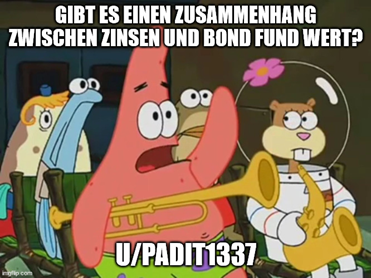 GIBT ES EINEN ZUSAMMENHANG
ZWISCHEN ZINSEN UND BOND FUND WERT?
U/PADIT1337
imgflip.com